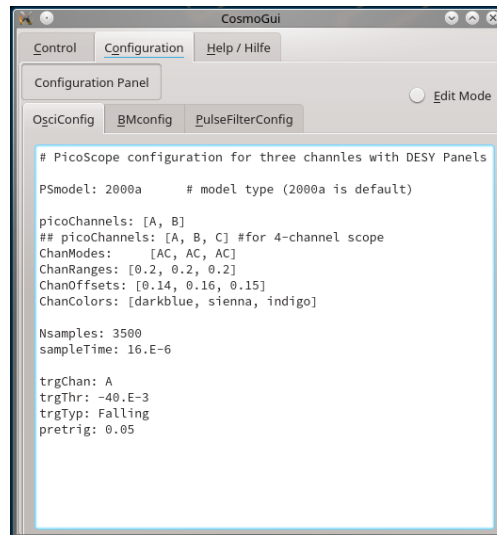 CosmoGui
Control Configuration Help / Hilfe
Configuration Panel
Edit Mode
OsciConfig BMconfig PulseFilterConfig
# PicoScope configuration for three channles with DESY Panels
PSmodel: 2000a # model type (2000a is default)
picoChannels: [A, B]
## picoChannels: [A, B, C] #for 4-channel scope
ChanModes: [AC, AC, AC]
ChanRanges: [0.2, 0.2, 0.2]
ChanOffsets: [0.14, 0.16, 0.15]
ChanColors: [darkblue, sienna, indigo]
Nsamples: 3500
sampleTime: 16.E-6
trgChan: A
trgThr: -40.E-3
trgTyp: Falling
pretrig: 0.05